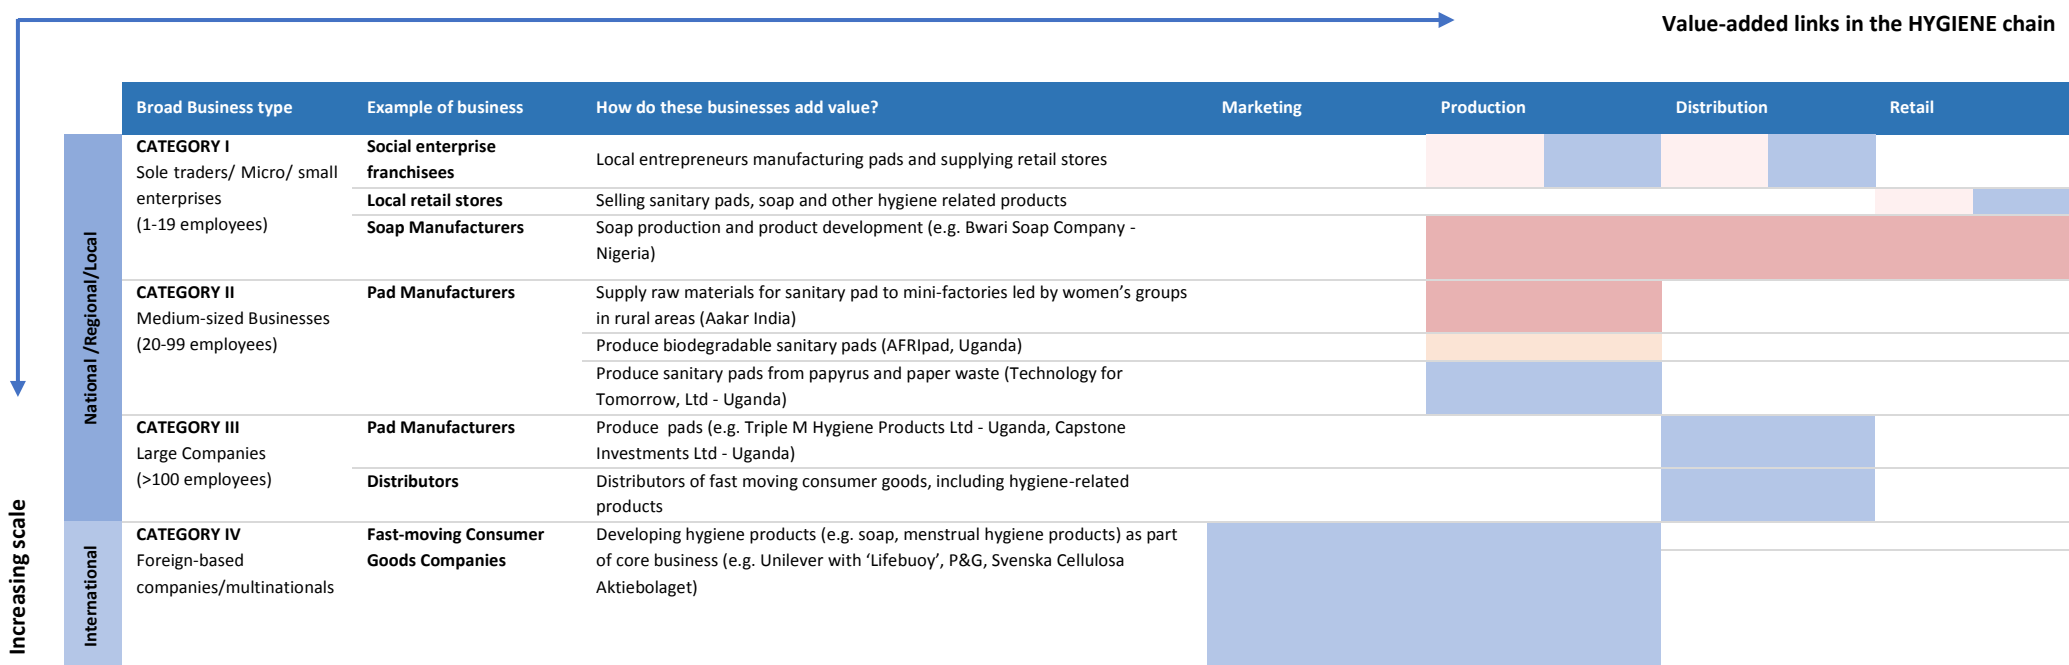 Value-added links in the HYGIENE chain
Broad Business type
Example of business
How do these businesses add value?
Marketing
Production
Distribution
Retail
National /Regional/Local
CATEGORY I
Sole traders/ Micro/ small
enterprises
(1-19 employees)
Social enterprise
franchisees
Local entrepreneurs manufacturing pads and supplying retail stores
Local retail stores
Selling sanitary pads, soap and other hygiene related products
Soap Manufacturers
Soap production and product development (e.g. Bwari Soap Company -
Nigeria)
CATEGORY II
Medium-sized Businesses
(20-99 employees)
Pad Manufacturers
Supply raw materials for sanitary pad to mini-factories led by women’s groups
in rural areas (Aakar India)
Produce biodegradable sanitary pads (AFRIpad, Uganda)
Produce sanitary pads from papyrus and paper waste (Technology for
Tomorrow, Ltd - Uganda)
CATEGORY III
Large Companies
(>100 employees)
Pad Manufacturers
Produce  pads (e.g. Triple M Hygiene Products Ltd - Uganda, Capstone
Investments Ltd - Uganda)
Distributors
Distributors of fast moving consumer goods, including hygiene-related
products
Increasing scale
International
CATEGORY IV
Foreign-based
companies/multinationals
Fast-moving Consumer
Goods Companies
Developing hygiene products (e.g. soap, menstrual hygiene products) as part
of core business (e.g. Unilever with ‘Lifebuoy’, P&G, Svenska Cellulosa
Aktiebolaget)